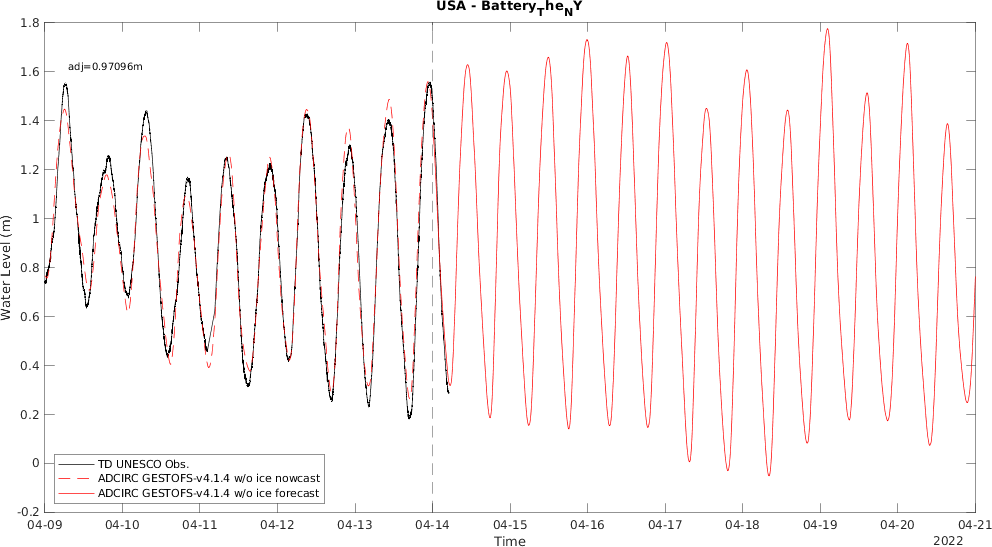 USA - Battery_The_NY
adj=0.97096m
1.8
1.6
1.4
1.2
1
0.8
0.6
0.4
0.2
0
-0.2
Water Level (m)
TD UNESCO Obs.
ADCIRC GESTOFS-v4.1.4 w/o ice nowcast
ADCIRC GESTOFS-v4.1.4 w/o ice forecast
04-09 04-10 04-11 04-12 04-13 04-14 04-15 04-16 04-17 04-18 04-19 04-20 04-21
Time
2022